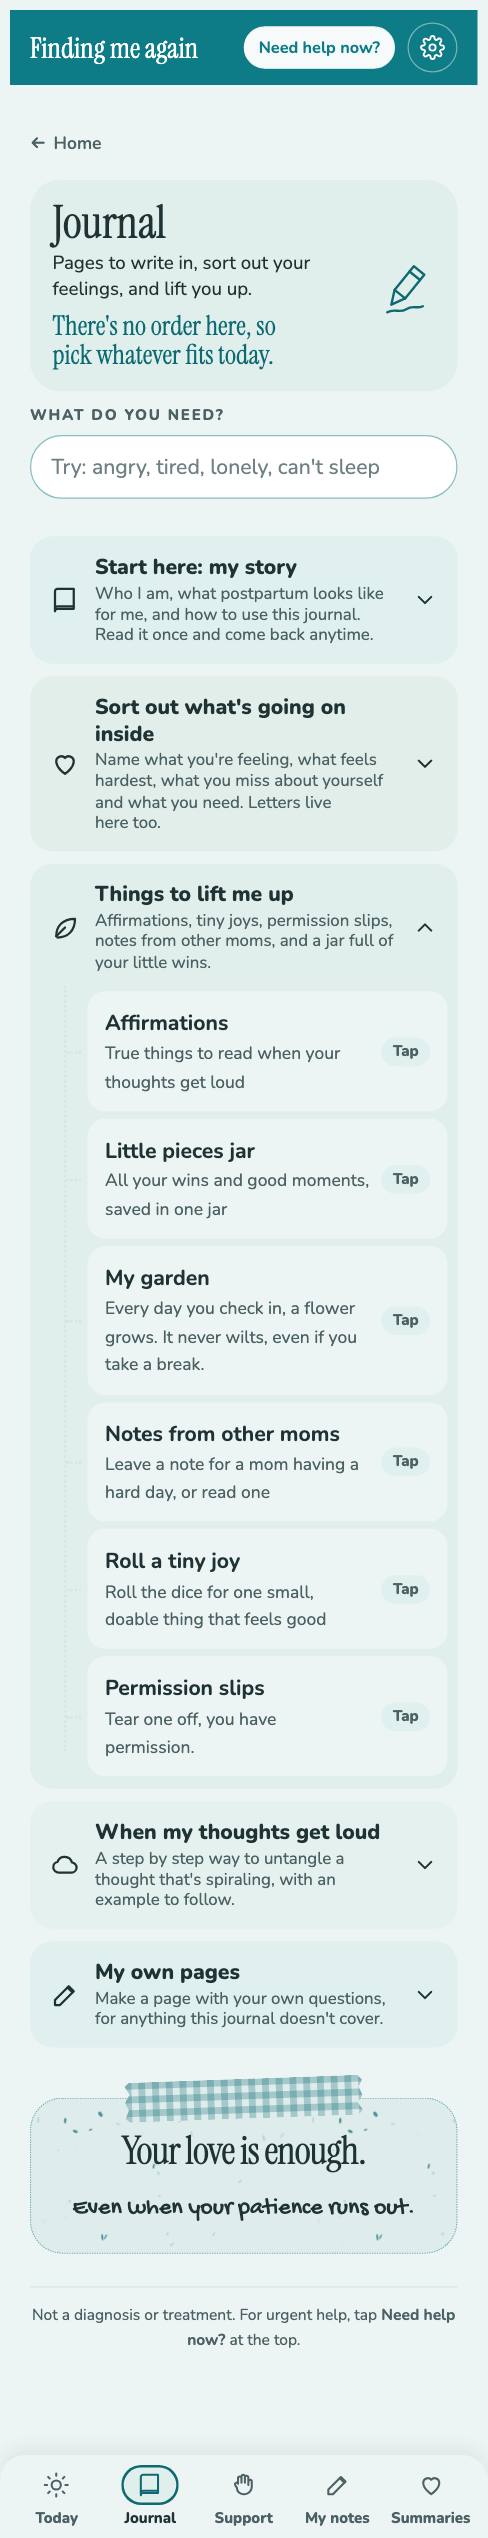 Finding me again
Need help now?
← Home
Journal
Pages to write in, sort out your
feelings, and lift you up.
There's no order here, so
pick whatever fits today.
WHAT DO YOU NEED?
Try: angry, tired, lonely, can't sleep
Start here: my story
Who I am, what postpartum looks like
for me, and how to use this journal.
Read it once and come back anytime.
Sort out what's going on
inside
Name what you're feeling, what feels
hardest, what you miss about yourself
and what you need. Letters live
here too.
Things to lift me up
Affirmations, tiny joys, permission slips,
notes from other moms, and a jar full of
your little wins.
Affirmations
True things to read when your
thoughts get loud
Tap
Little pieces jar
All your wins and good moments,
saved in one jar
Tap
My garden
Every day you check in, a flower
grows. It never wilts, even if you
take a break.
Tap
Notes from other moms
Leave a note for a mom having a
hard day, or read one
Tap
Roll a tiny joy
Roll the dice for one small,
doable thing that feels good
Tap
Permission slips
Tear one off, you have
permission.
Tap
When my thoughts get loud
A step by step way to untangle a
thought that's spiraling, with an
example to follow.
My own pages
Make a page with your own questions,
for anything this journal doesn't cover.
Your love is enough.
Even when your patience runs out.
Not a diagnosis or treatment. For urgent help, tap Need help
now? at the top.
Today
Journal
Support
My notes
Summaries